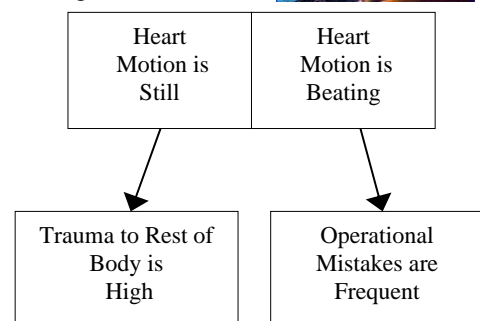 Heart
Motion is
Still
Heart
Motion is
Beating
Trauma to Rest of
Body is
High
Operational
Mistakes are
Frequent